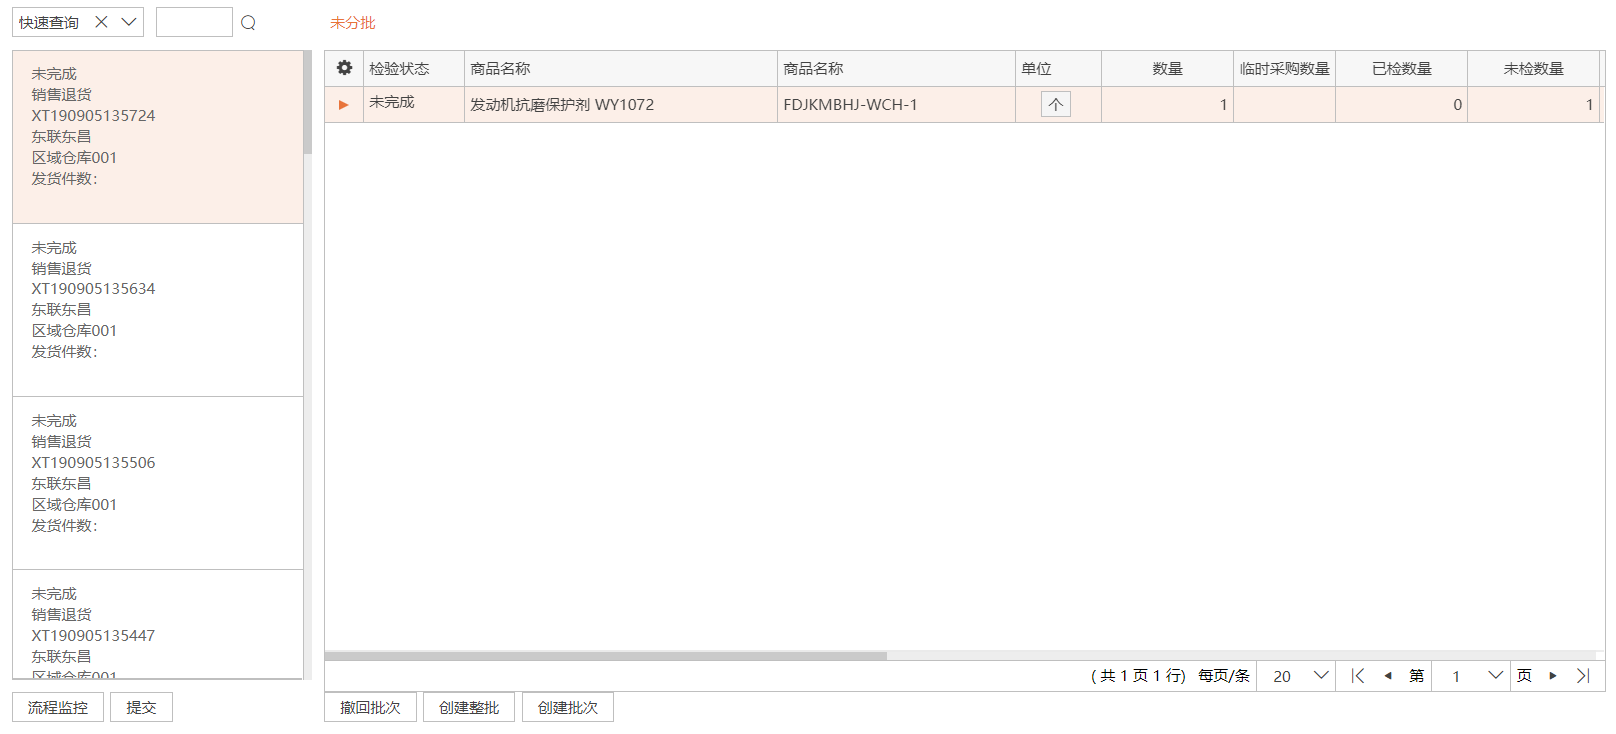 快速查询
未分批
未完成
销售退货
XT190905135724
东联东昌
区域仓库001
发货件数:
未完成
销售退货
XT190905135634
东联东昌
区域仓库001
发货件数:
未完成
销售退货
XT190905135506
东联东昌
区域仓库001
发货件数:
未完成
销售退货
XT190905135447
东联东昌
区域仓库001
流程监控 提交
检验状态 商品名称 商品名称 单位 数量 临时采购数量 已检数量 未检数量
未完成 发动机抗磨保护剂 WY1072 FDJKMBHJ-WCH-1 个 1 0 1
( 共 1 页 1 行) 每页/条 20 第 1 页
撤回批次 创建整批 创建批次